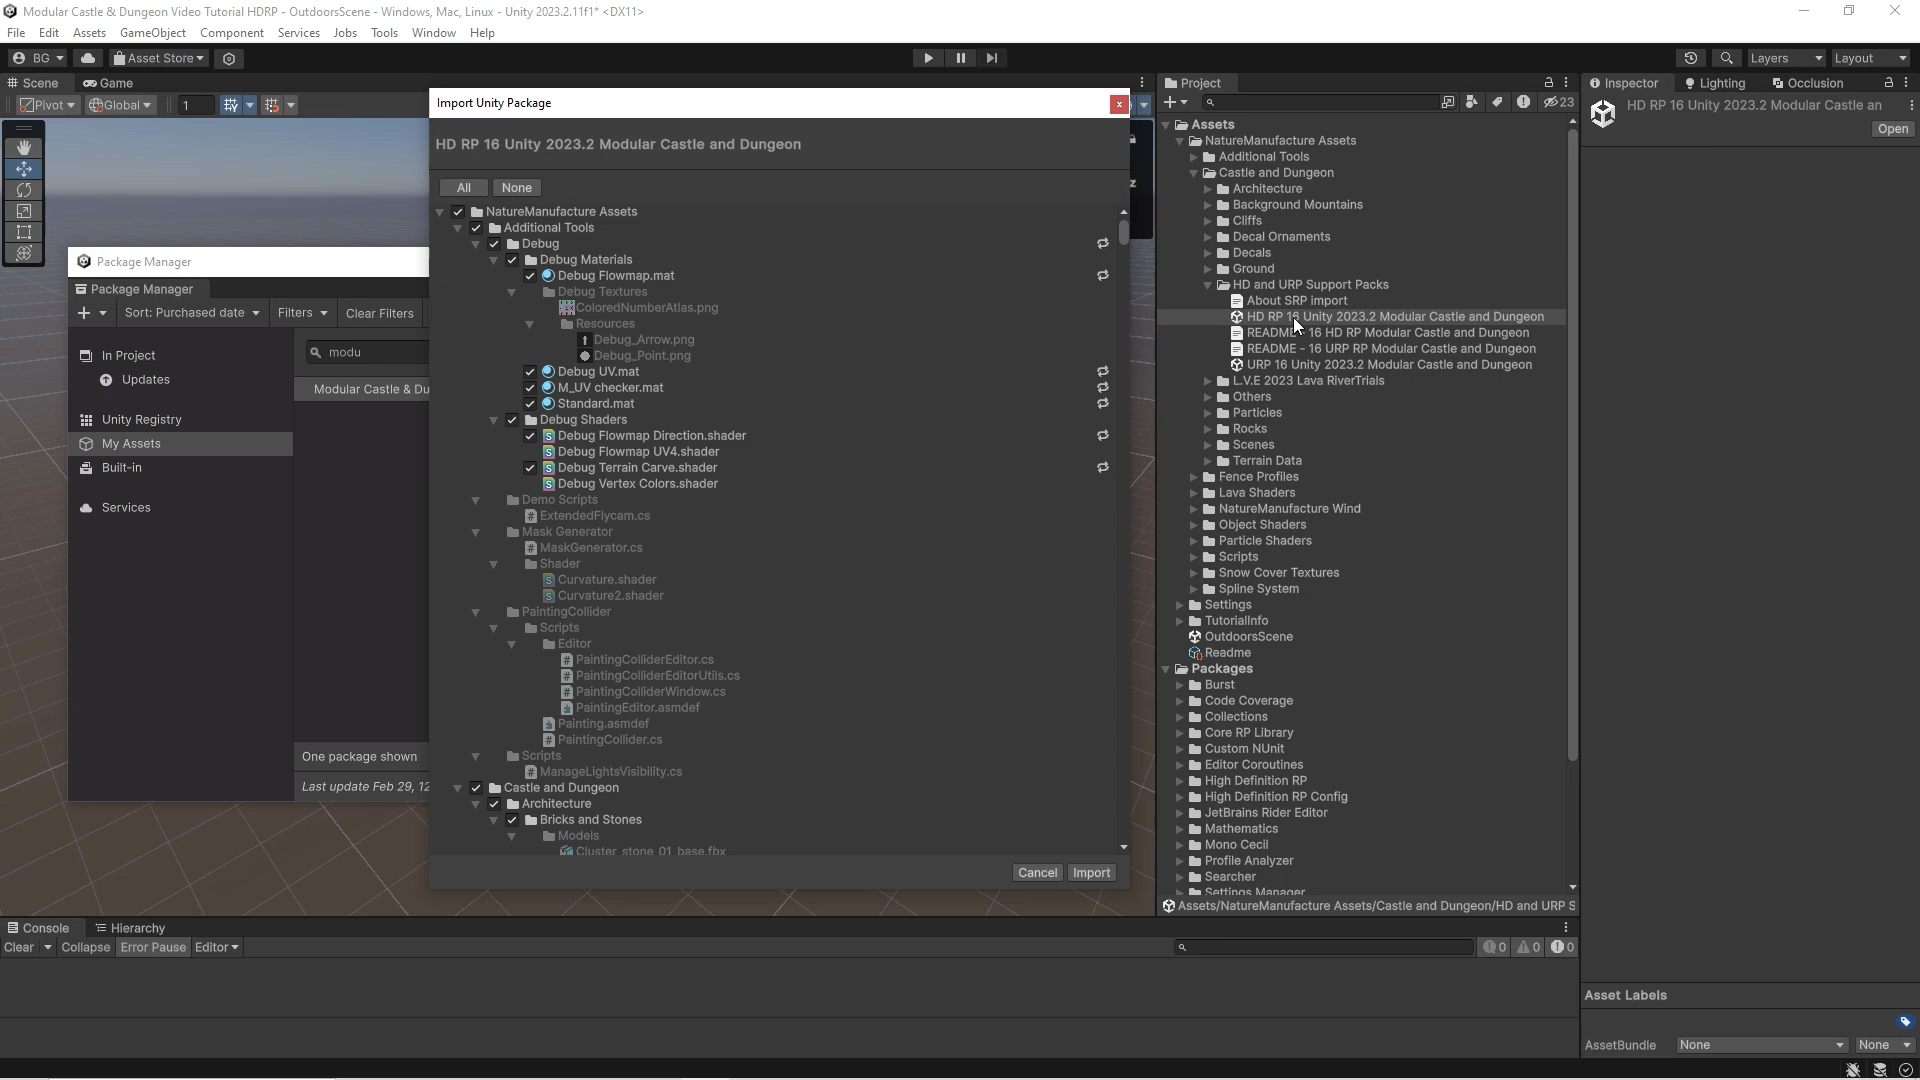 Modular Castle & Dungeon Video Tutorial HDRP - OutdoorsScene - Windows, Mac, Linux - Unity 2023.2.11f1* <DX11>
File Edit Assets GameObject Component Services Jobs Tools Window Help
BG Asset Store Layers Layout
Scene Game
Pivot Global 1
Package Manager
Package Manager
Sort: Purchased date Filters Clear Filters
In Project
Updates
Unity Registry
My Assets
Built-in
Services
modu
Modular Castle & Du
One package shown
Last update Feb 29, 12
Import Unity Package
HD RP 16 Unity 2023.2 Modular Castle and Dungeon
All None
NatureManufacture Assets
Additional Tools
Debug
Debug Materials
Debug Flowmap.mat
Debug Textures
ColoredNumberAtlas.png
Resources
Debug_Arrow.png
Debug_Point.png
Debug UV.mat
M_UV checker.mat
Standard.mat
Debug Shaders
Debug Flowmap Direction.shader
Debug Flowmap UV4.shader
Debug Terrain Carve.shader
Debug Vertex Colors.shader
Demo Scripts
ExtendedFlycam.cs
Mask Generator
MaskGenerator.cs
Shader
Curvature.shader
Curvature2.shader
PaintingCollider
Scripts
Editor
PaintingColliderEditor.cs
PaintingColliderEditorUtils.cs
PaintingColliderWindow.cs
PaintingEditor.asmdef
Painting.asmdef
PaintingCollider.cs
Scripts
ManageLightsVisibility.cs
Castle and Dungeon
Architecture
Bricks and Stones
Models
Cluster_stone_01_base.fbx
Cancel Import
z
Project
23
Assets
NatureManufacture Assets
Additional Tools
Castle and Dungeon
Architecture
Background Mountains
Cliffs
Decal Ornaments
Decals
Ground
HD and URP Support Packs
About SRP import
HD RP 16 Unity 2023.2 Modular Castle and Dungeon
README - 16 HD RP Modular Castle and Dungeon
README - 16 URP RP Modular Castle and Dungeon
URP 16 Unity 2023.2 Modular Castle and Dungeon
L.V.E 2023 Lava RiverTrials
Others
Particles
Rocks
Scenes
Terrain Data
Fence Profiles
Lava Shaders
NatureManufacture Wind
Object Shaders
Particle Shaders
Scripts
Snow Cover Textures
Spline System
Settings
TutorialInfo
OutdoorsScene
Readme
Packages
Burst
Code Coverage
Collections
Core RP Library
Custom NUnit
Editor Coroutines
High Definition RP
High Definition RP Config
JetBrains Rider Editor
Mathematics
Mono Cecil
Profile Analyzer
Searcher
Settings Manager
Assets/NatureManufacture Assets/Castle and Dungeon/HD and URP S
Inspector Lighting Occlusion
HD RP 16 Unity 2023.2 Modular Castle an
Open
Console Hierarchy
Clear Collapse Error Pause Editor
0 0 0
Asset Labels
AssetBundle None None